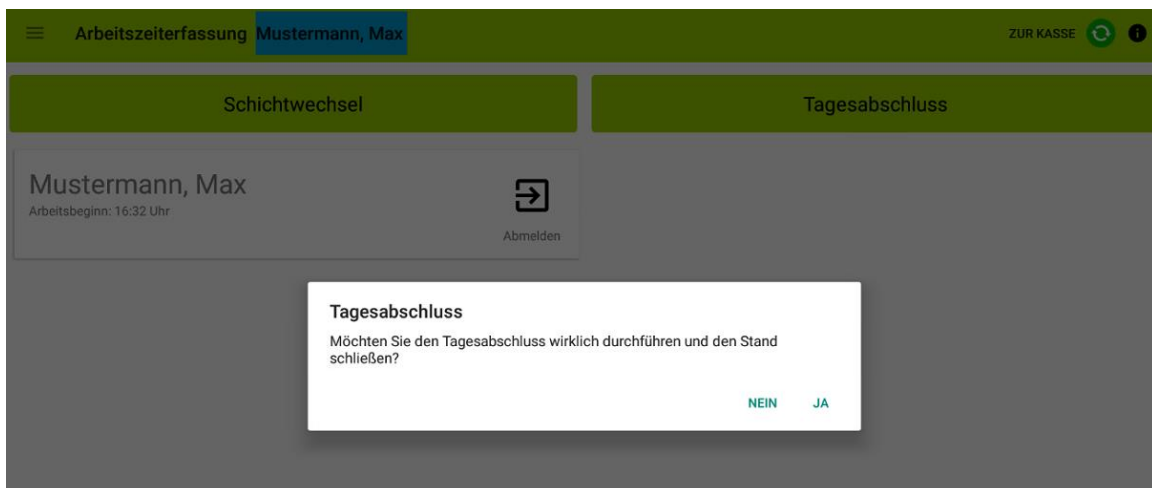 Arbeitszeiterfassung Mustermann, Max
ZUR KASSE
Schichtwechsel
Tagesabschluss
Mustermann, Max
Arbeitsbeginn: 16:32 Uhr
Abmelden
Tagesabschluss
Möchten Sie den Tagesabschluss wirklich durchführen und den Stand
schließen?
NEIN JA